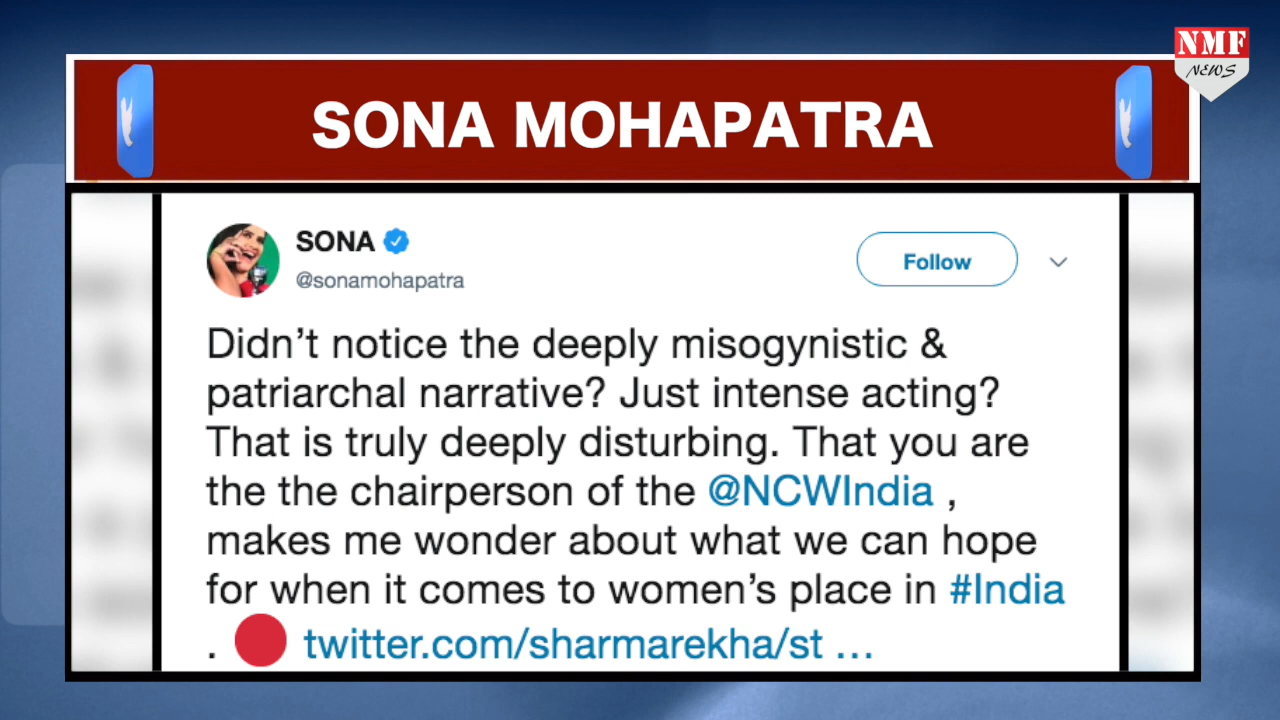 NMF
NEWS
SONA MOHAPATRA
SONA
@sonamohapatra
Follow
Didn’t notice the deeply misogynistic &
patriarchal narrative? Just intense acting?
That is truly deeply disturbing. That you are
the the chairperson of the @NCWIndia ,
makes me wonder about what we can hope
for when it comes to women’s place in #India
. 🔴 twitter.com/sharmarekha/st ...